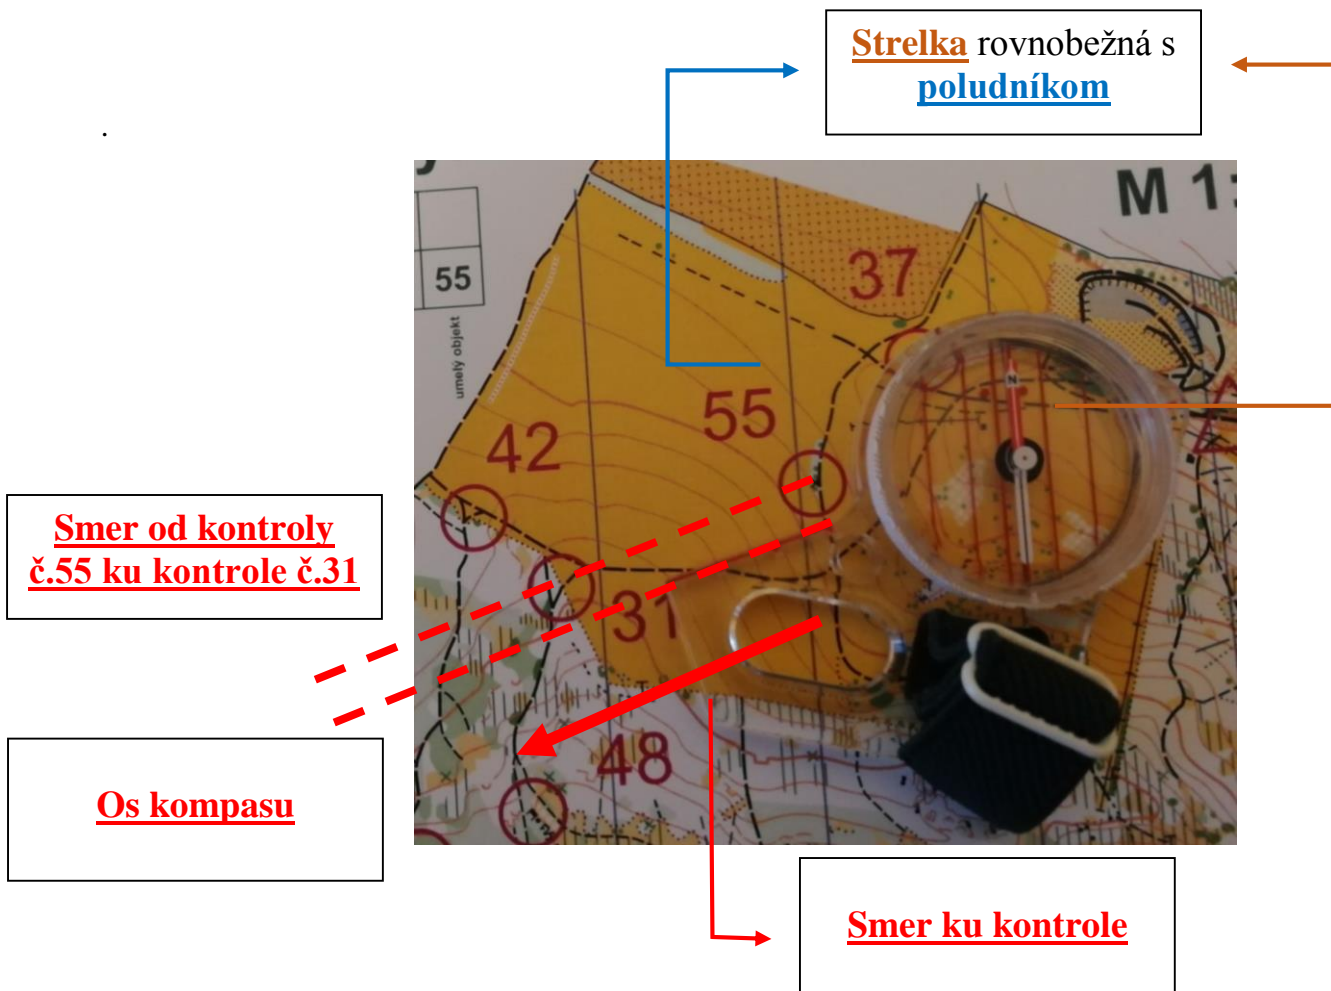 Strelka rovnobežná s
poludníkom
.
M 1:
55
umelý objekt
37
55
42
N
31
48
Smer od kontroly
č.55 ku kontrole č.31
Os kompasu
Smer ku kontrole